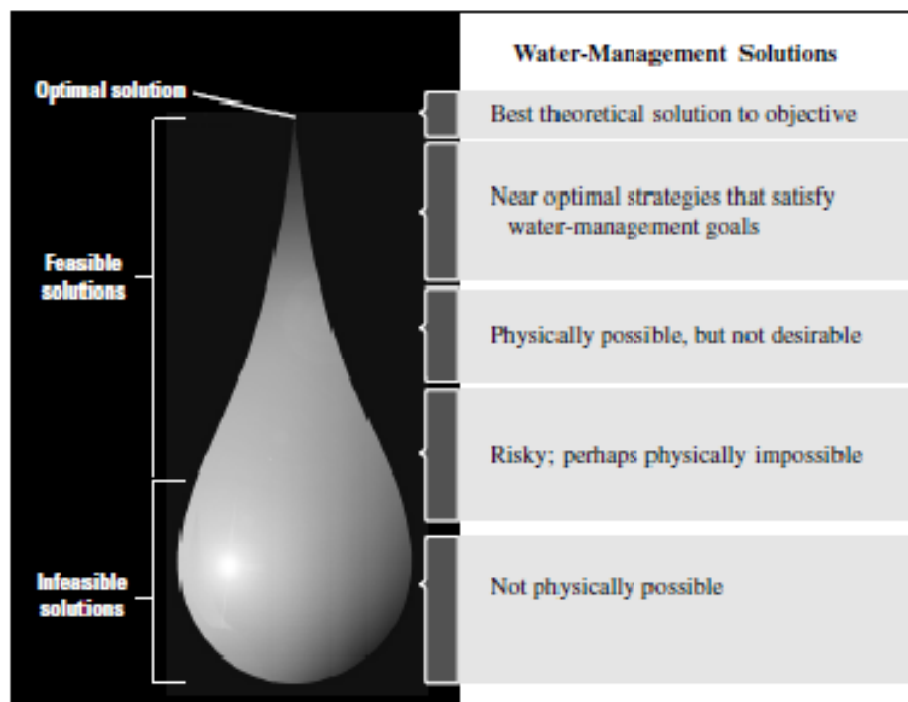 Water-Management Solutions
Optimal solution
Best theoretical solution to objective
Near optimal strategies that satisfy
water-management goals
Feasible
solutions
Physically possible, but not desirable
Risky; perhaps physically impossible
Infeasible
solutions
Not physically possible